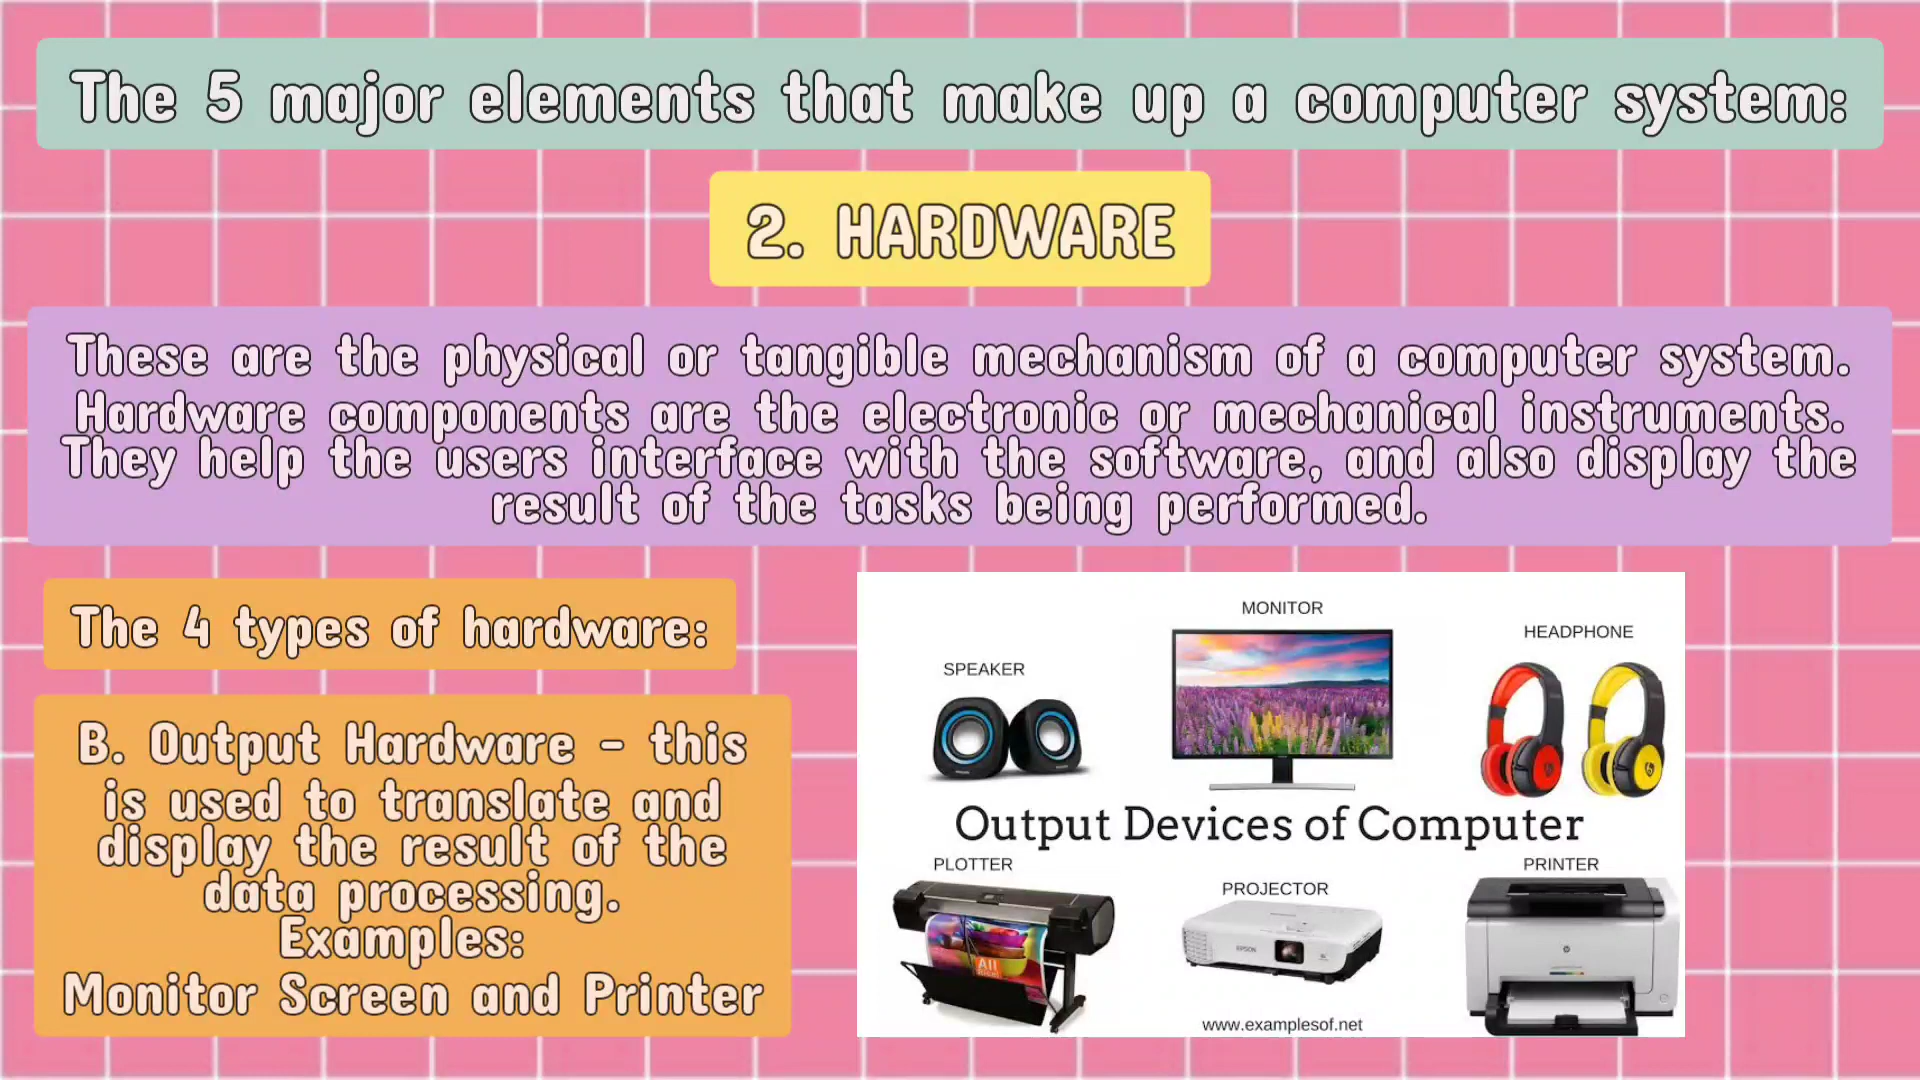 The 5 major elements that make up a computer system:
2. HARDWARE
These are the physical or tangible mechanism of a computer system.
Hardware components are the electronic or mechanical instruments.
They help the users interface with the software, and also display the
result of the tasks being performed.
The 4 types of hardware:
B. Output Hardware - this
is used to translate and
display the result of the
data processing.
Examples:
Monitor Screen and Printer
SPEAKER
MONITOR
HEADPHONE
Output Devices of Computer
PLOTTER
PROJECTOR
PRINTER
EPSON
All
www.examplesof.net